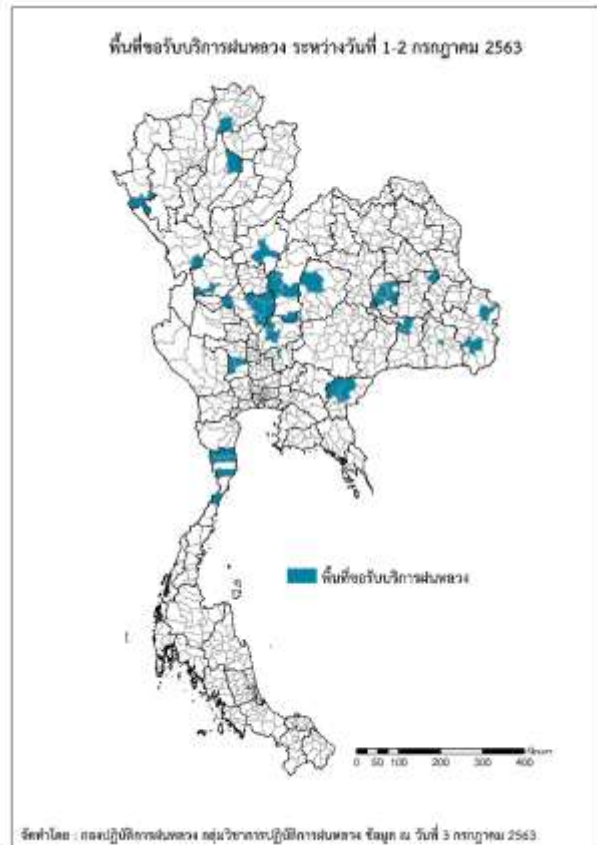 พื้นที่ขอรับบริการฝนหลวง ระหว่างวันที่ 1-2 กรกฎาคม 2563
พื้นที่ขอรับบริการฝนหลวง
0 50 100 200 300 400
จัดทำโดย : กองปฏิบัติการฝนหลวง กลุ่มวิชาการปฏิบัติการฝนหลวง ข้อมูล ณ วันที่ 3 กรกฎาคม 2563